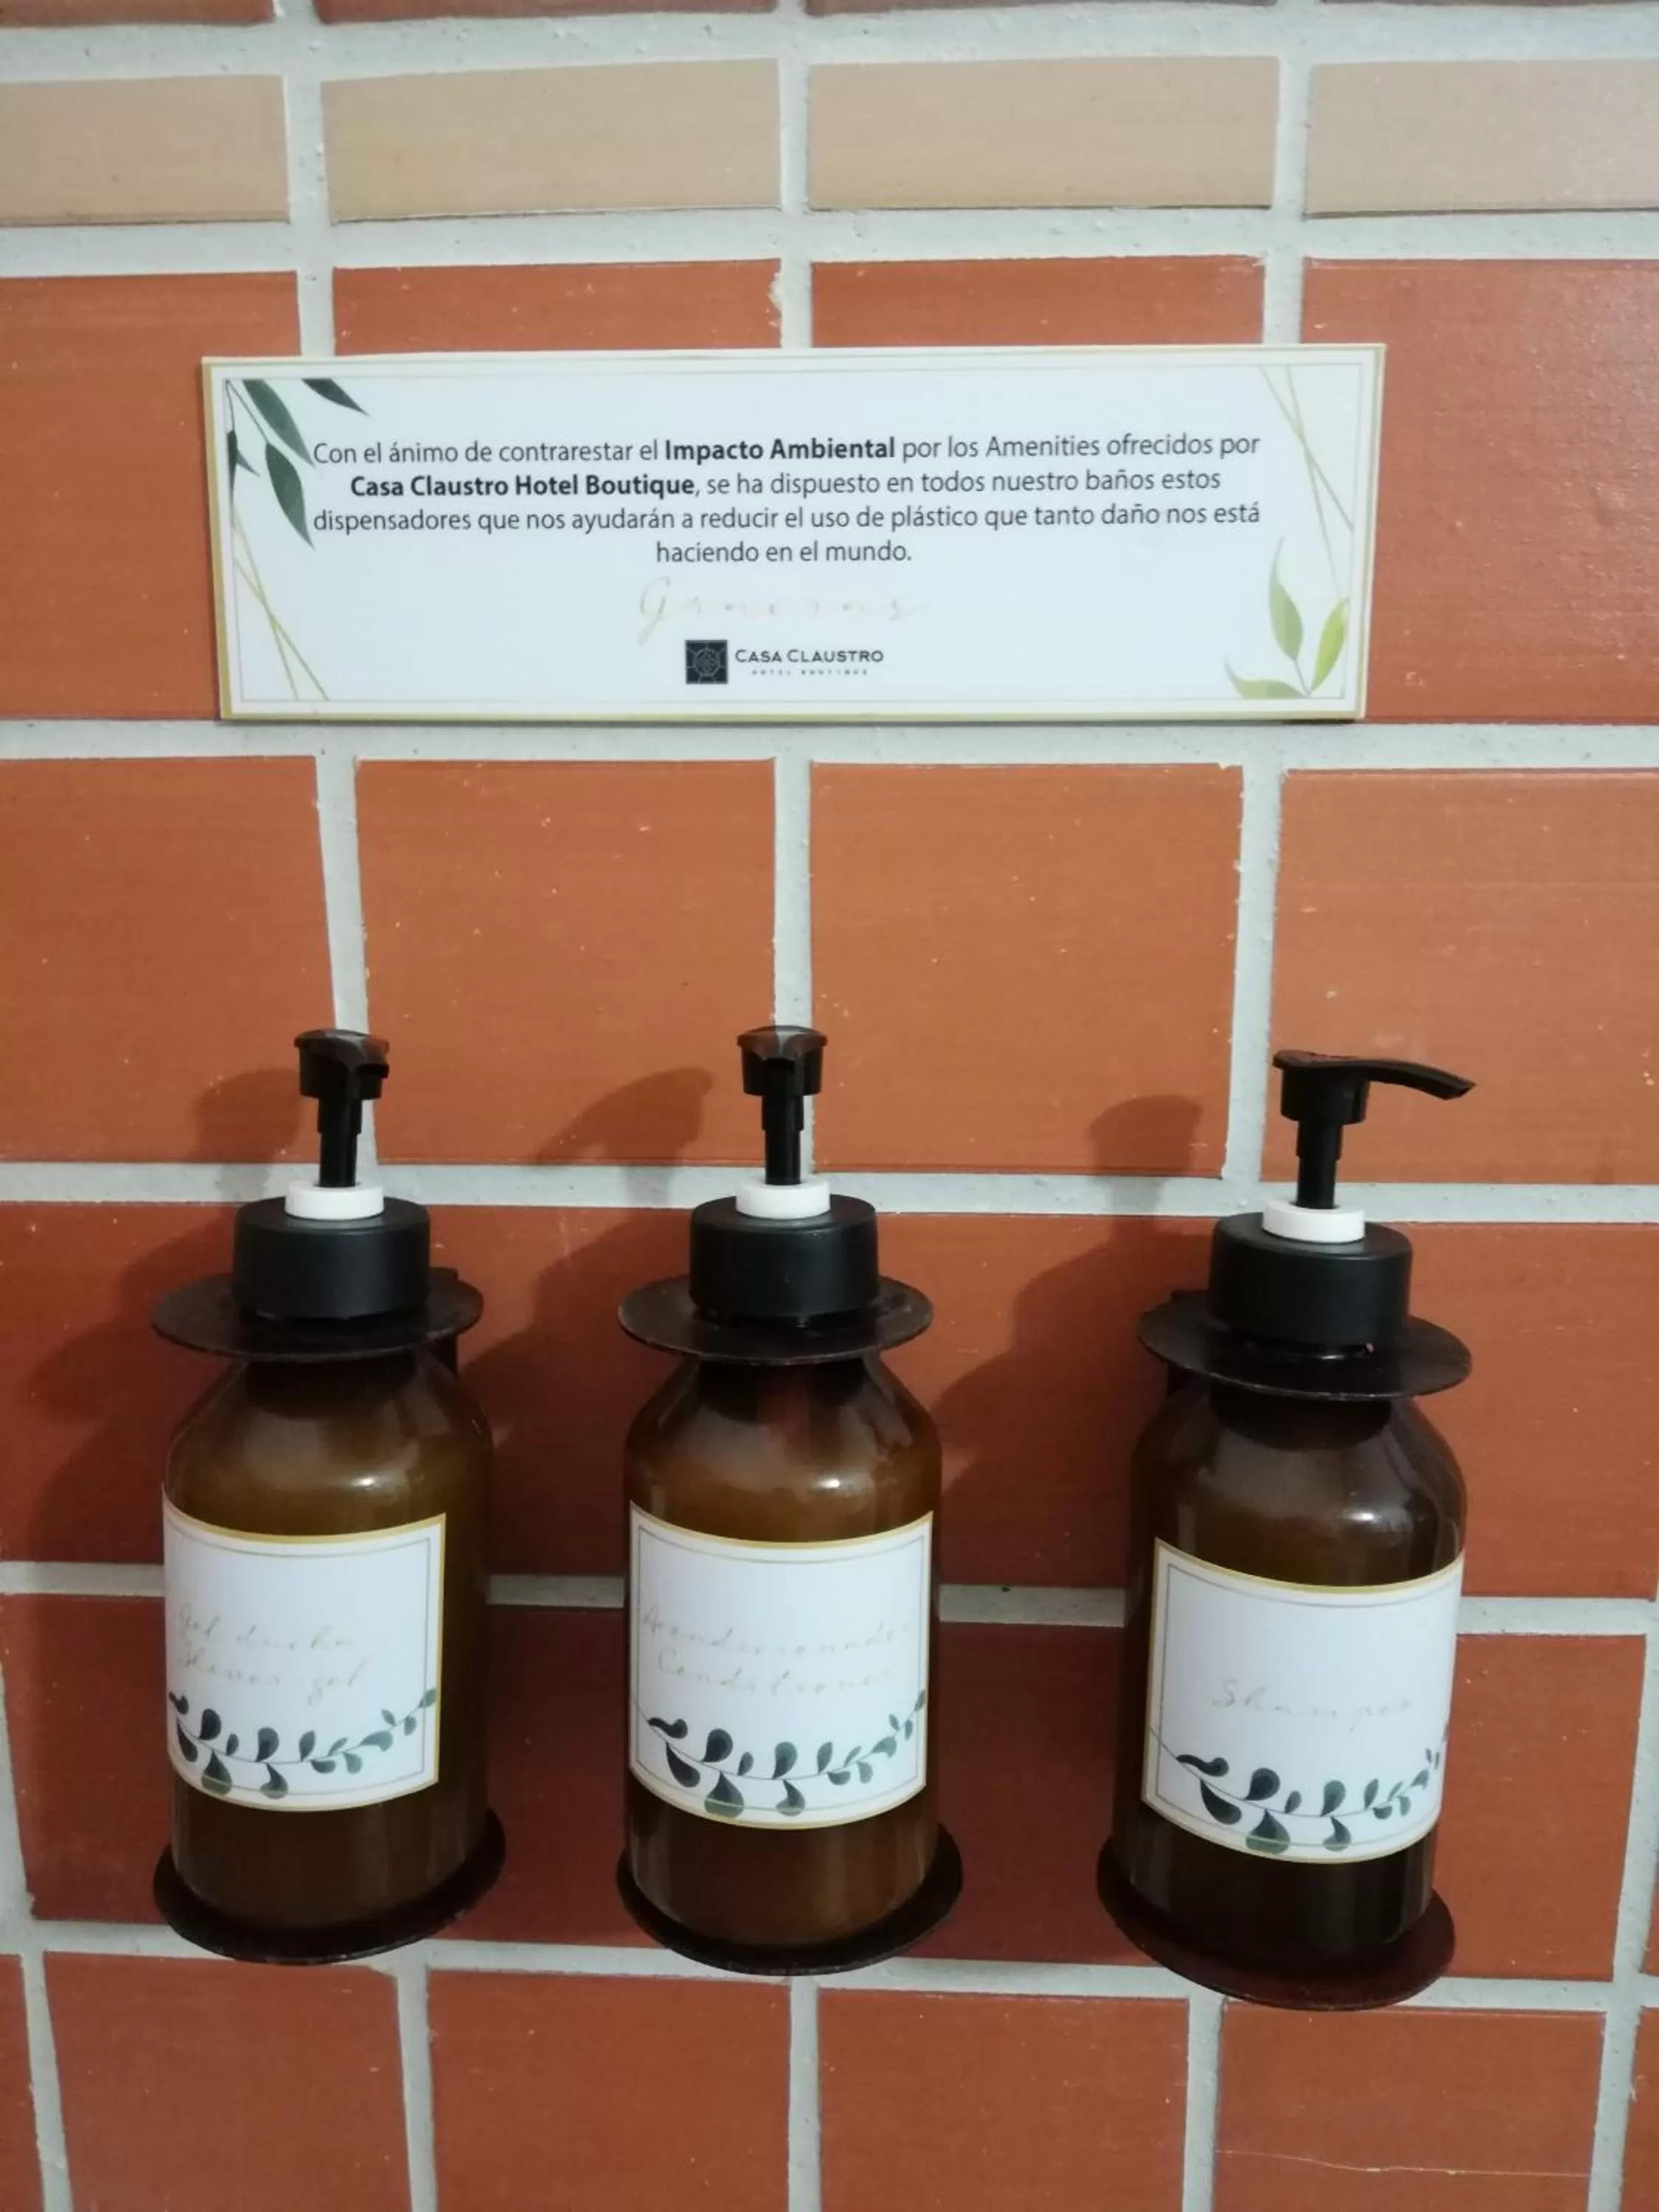 Con el ánimo de contrarestar el Impacto Ambiental por los Amenities ofrecidos por
Casa Claustro Hotel Boutique, se ha dispuesto en todos nuestro baños estos
dispensadores que nos ayudarán a reducir el uso de plástico que tanto daño nos está
haciendo en el mundo.
Gracias
CASA CLAUSTRO
HOTEL BOUTIQUE
Gel ducha
Shower gel
Acondicionador
Conditioner
Shampoo